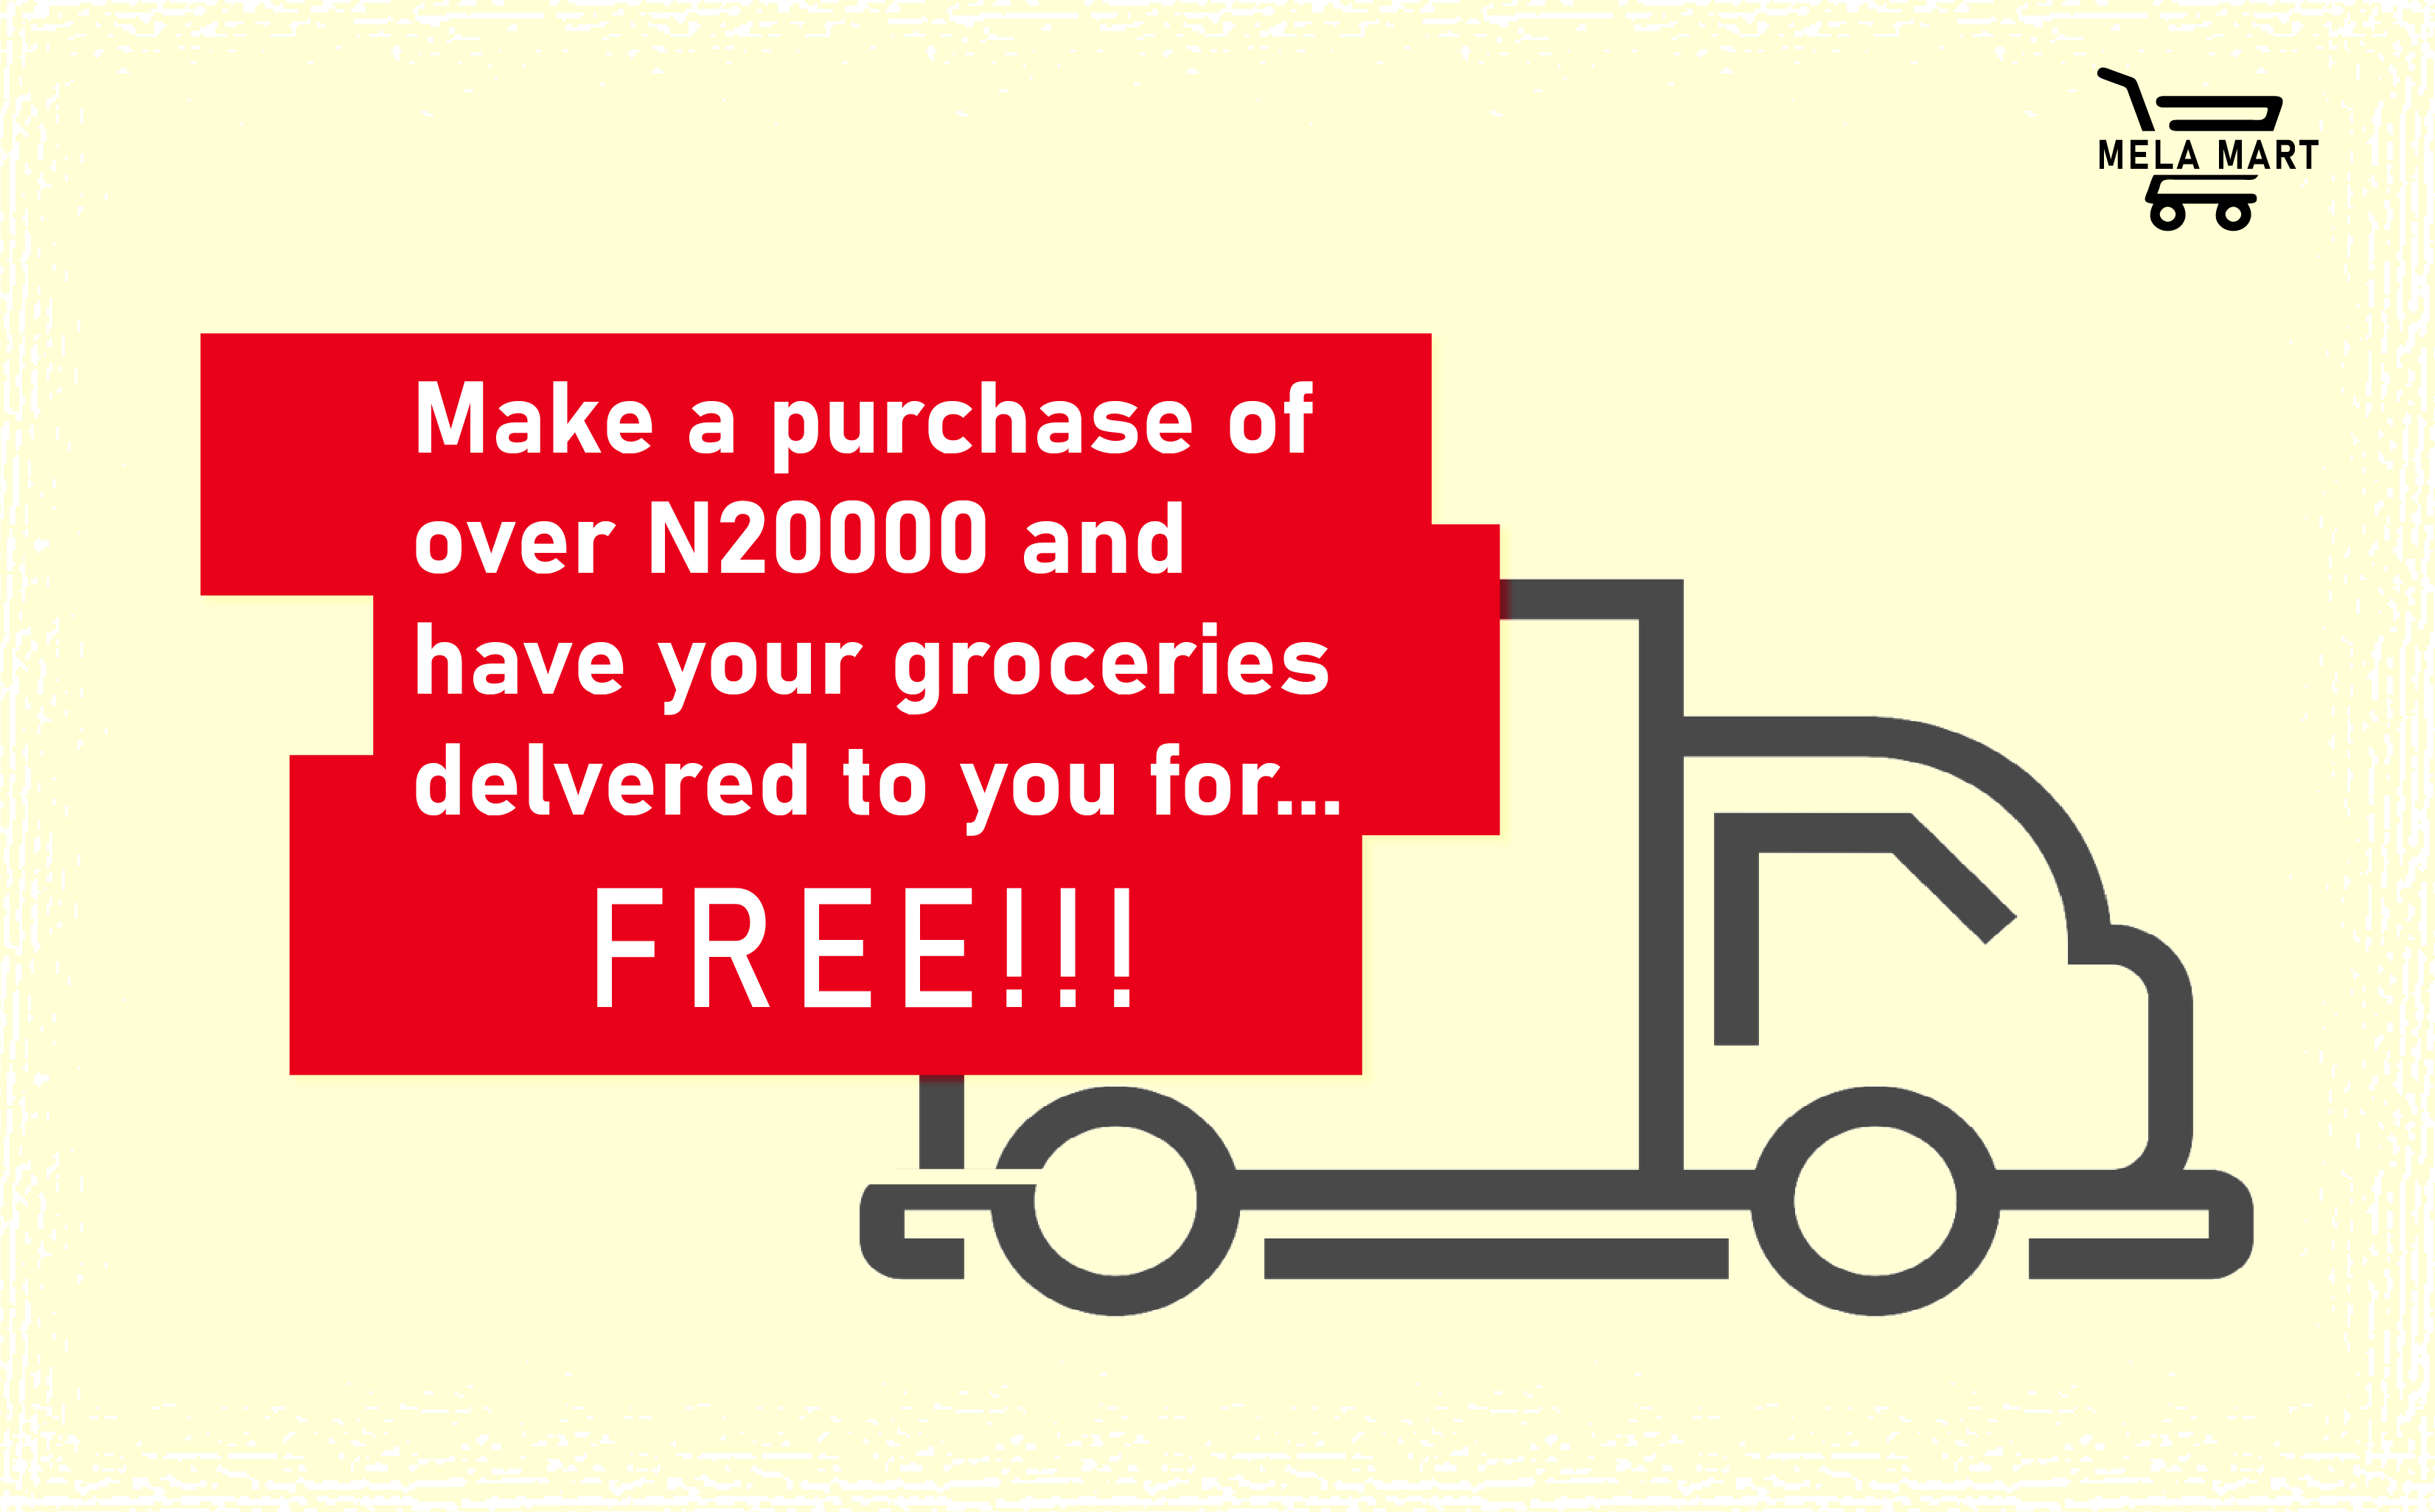 MELA MART
Make a purchase of
over N20000 and
have your groceries
delvered to you for...
FREE!!!